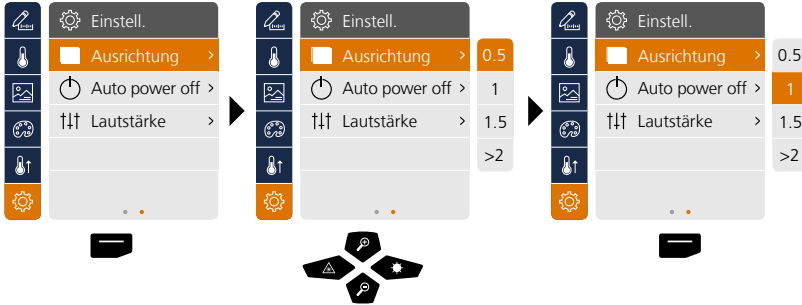 Einstell.
Ausrichtung
Auto power off
Lautstärke
Einstell.
Ausrichtung
Auto power off
Lautstärke
0.5
1
1.5
>2
Einstell.
Ausrichtung
Auto power off
Lautstärke
0.5
1
1.5
>2